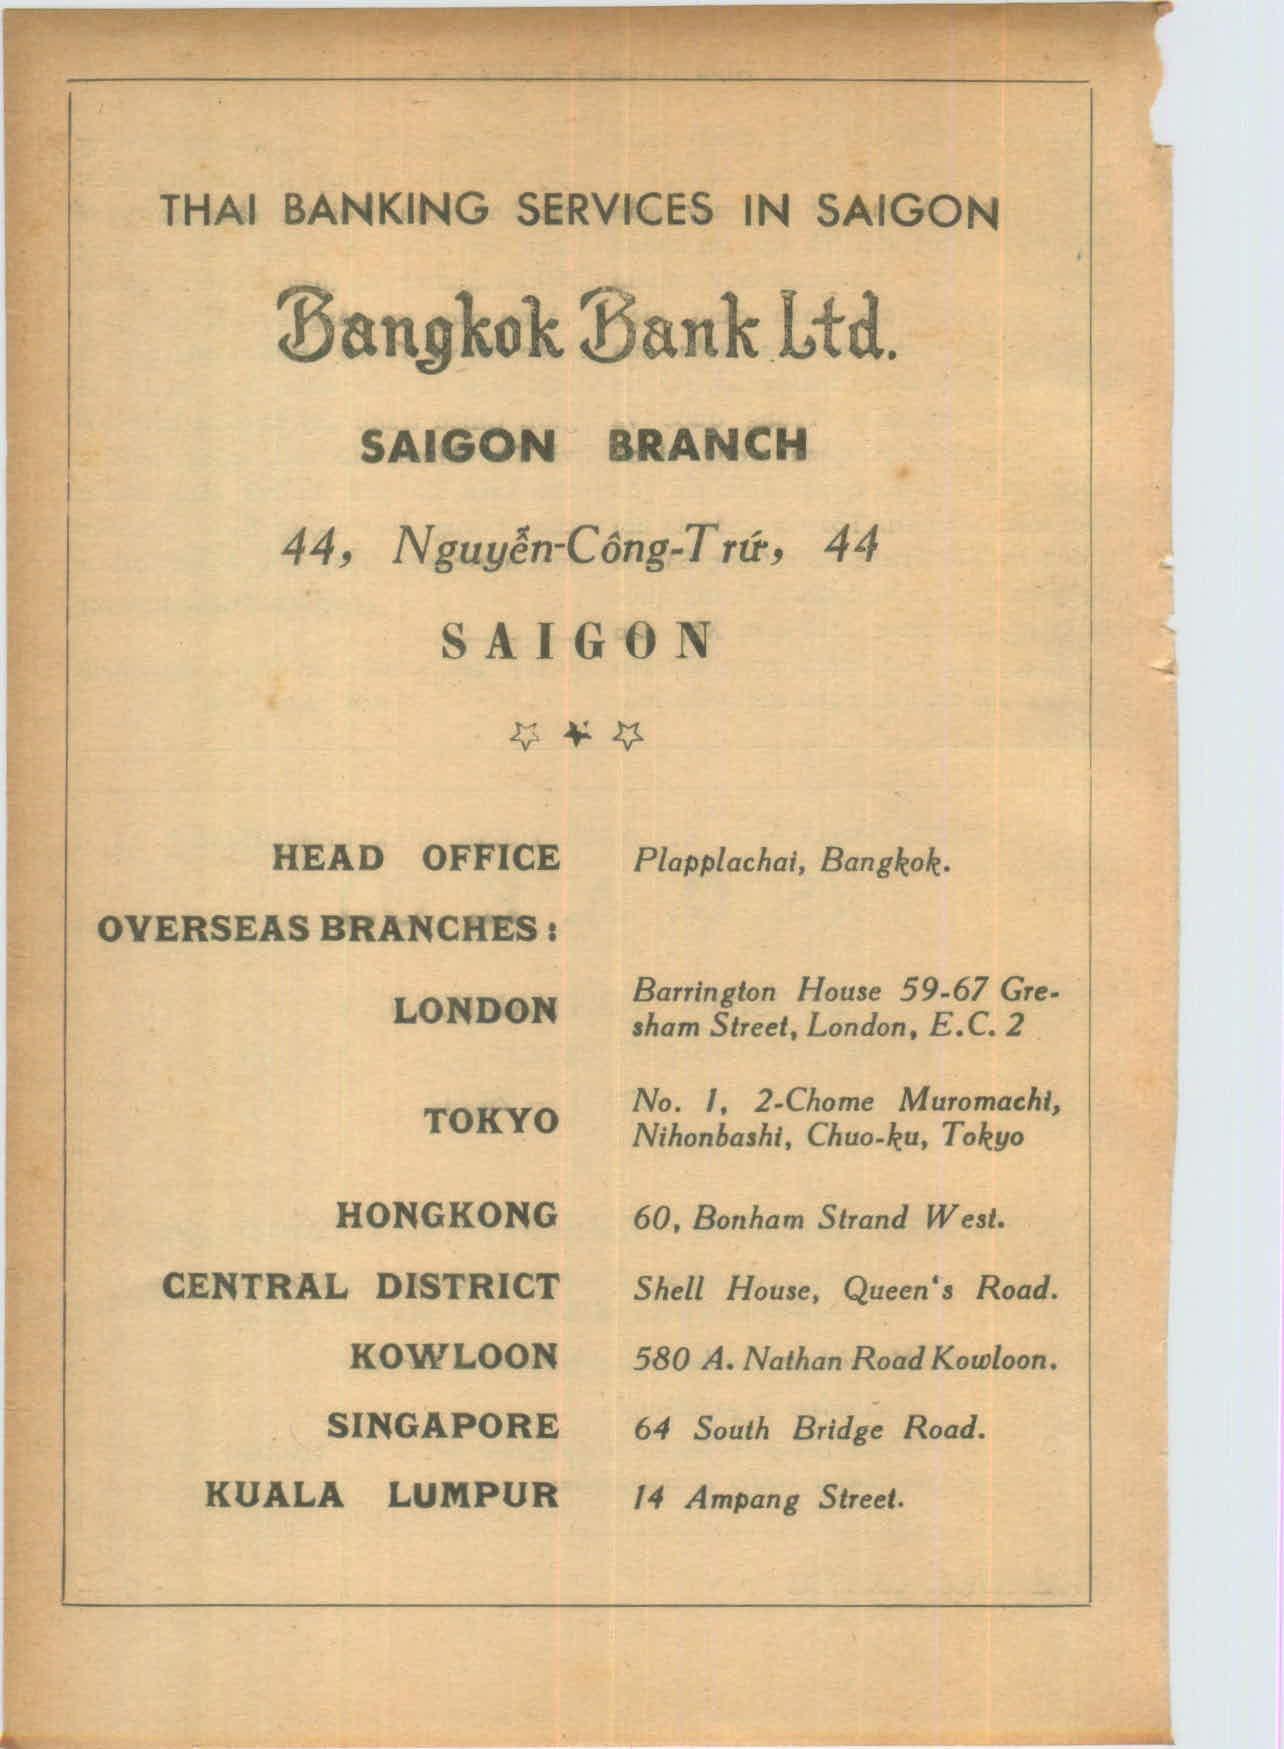 THAI BANKING SERVICES IN SAIGON
Bangkok Bank Ltd.
SAIGON BRANCH
44, Nguyễn-Công-Trứ, 44
SAIGON
HEAD OFFICE Plapplachai, Bangkok.
OVERSEAS BRANCHES :
LONDON Barrington House 59-67 Gre-
sham Street, London, E.C. 2
TOKYO No. 1, 2-Chome Muromachi,
Nihonbashi, Chuo-ku, Tokyo
HONGKONG 60, Bonham Strand West.
CENTRAL DISTRICT Shell House, Queen‘s Road.
KOWLOON 580 A. Nathan Road Kowloon.
SINGAPORE 64 South Bridge Road.
KUALA LUMPUR 14 Ampang Street.